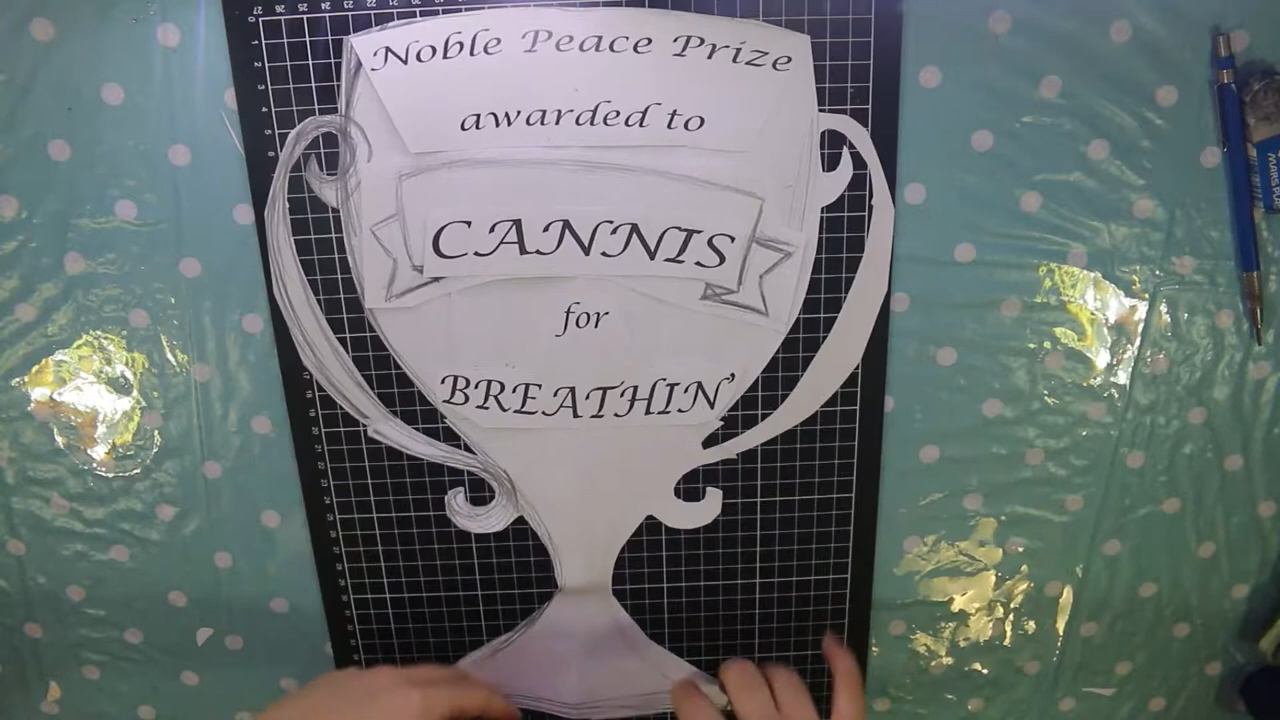 Noble Peace Prize
awarded to
CANNIS
for
BREATHIN'